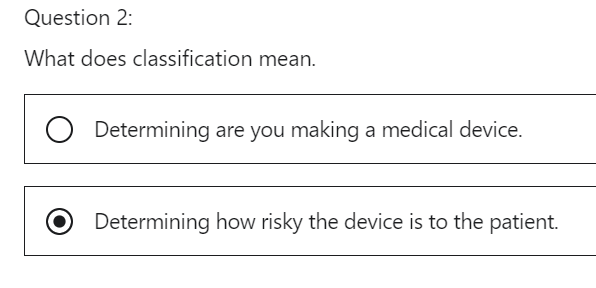 Question 2:
What does classification mean.
Determining are you making a medical device.
Determining how risky the device is to the patient.